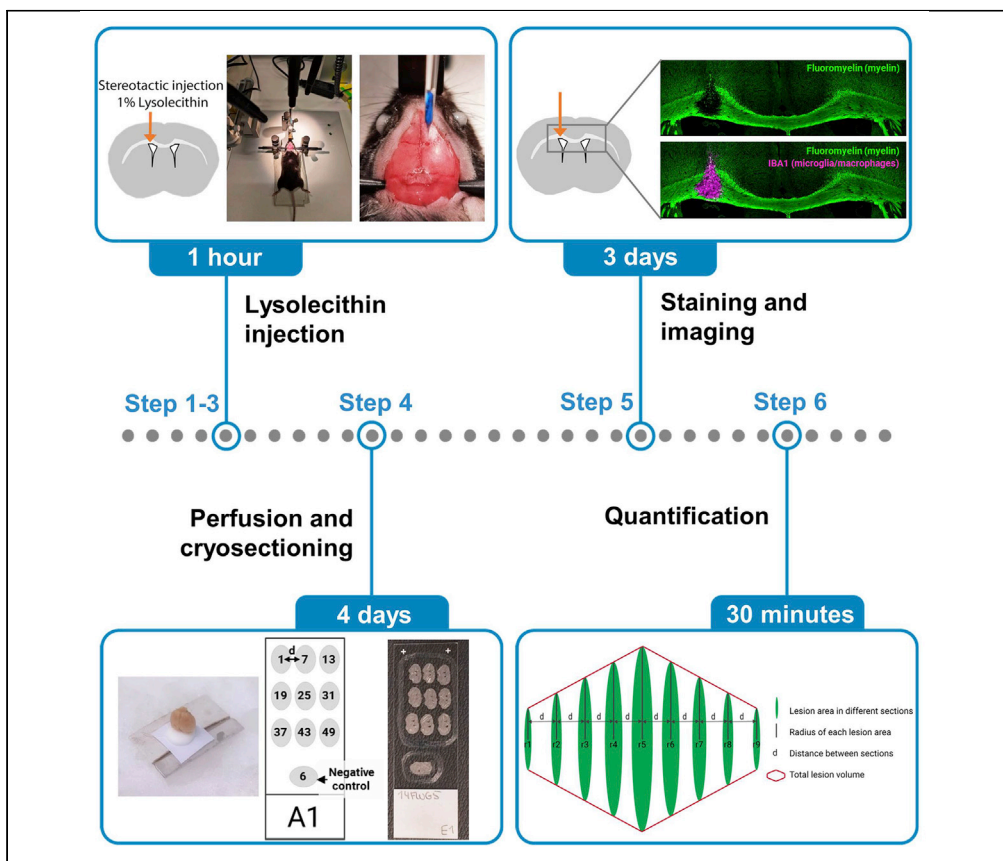 Stereotactic injection
1% Lysolecithin
Fluoromyelin (myelin)
Fluoromyelin (myelin)
IBA1 (microglia/macrophages)
1 hour
3 days
Lysolecithin
injection
Staining and
imaging
Step 1-3
Step 4
Step 5
Step 6
Perfusion and
cryosectioning
Quantification
4 days
30 minutes
d
1 7 13
19 25 31
37 43 49
6
Negative
control
A1
+ +
E1
d d d d d d d d
r1 r2 r3 r4 r5 r6 r7 r8 r9
Lesion area in different sections
Radius of each lesion area
d Distance between sections
Total lesion volume